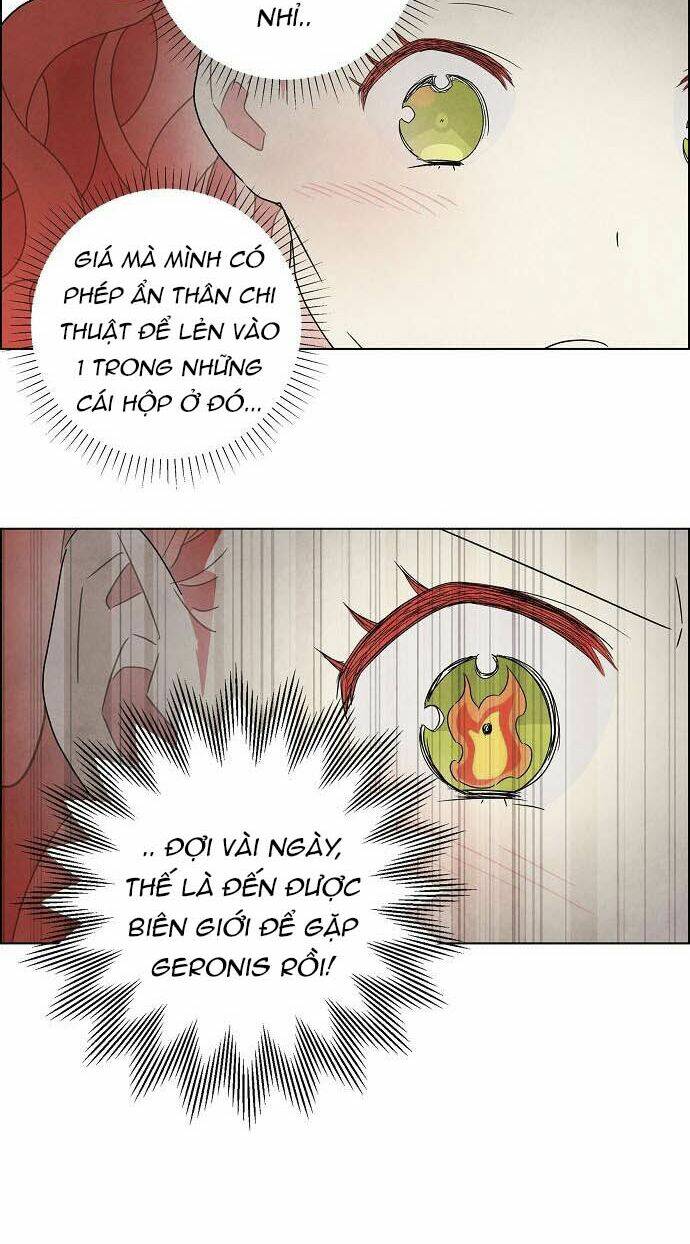 NHỈ..
GIÁ MÀ MÌNH CÓ
PHÉP ẨN THÂN CHI
THUẬT ĐỂ LẺN VÀO
1 TRONG NHỮNG
CÁI HỘP Ở ĐÓ...
.. ĐỢI VÀI NGÀY,
THẾ LÀ ĐẾN ĐƯỢC
BIÊN GIỚI ĐỂ GẶP
GERONIS RỒI!